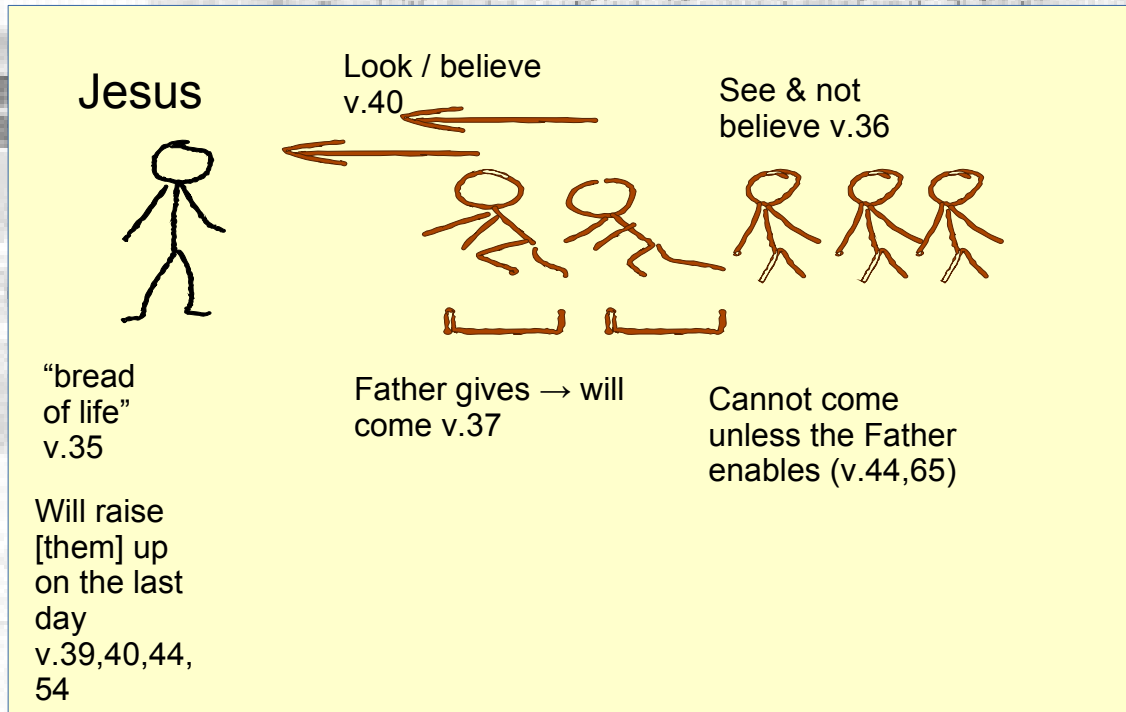 Jesus
Look / believe
v.40
See & not
believe v.36
“bread
of life”
v.35
Father gives → will
come v.37
Cannot come
unless the Father
enables (v.44,65)
Will raise
[them] up
on the last
day
v.39,40,44,
54